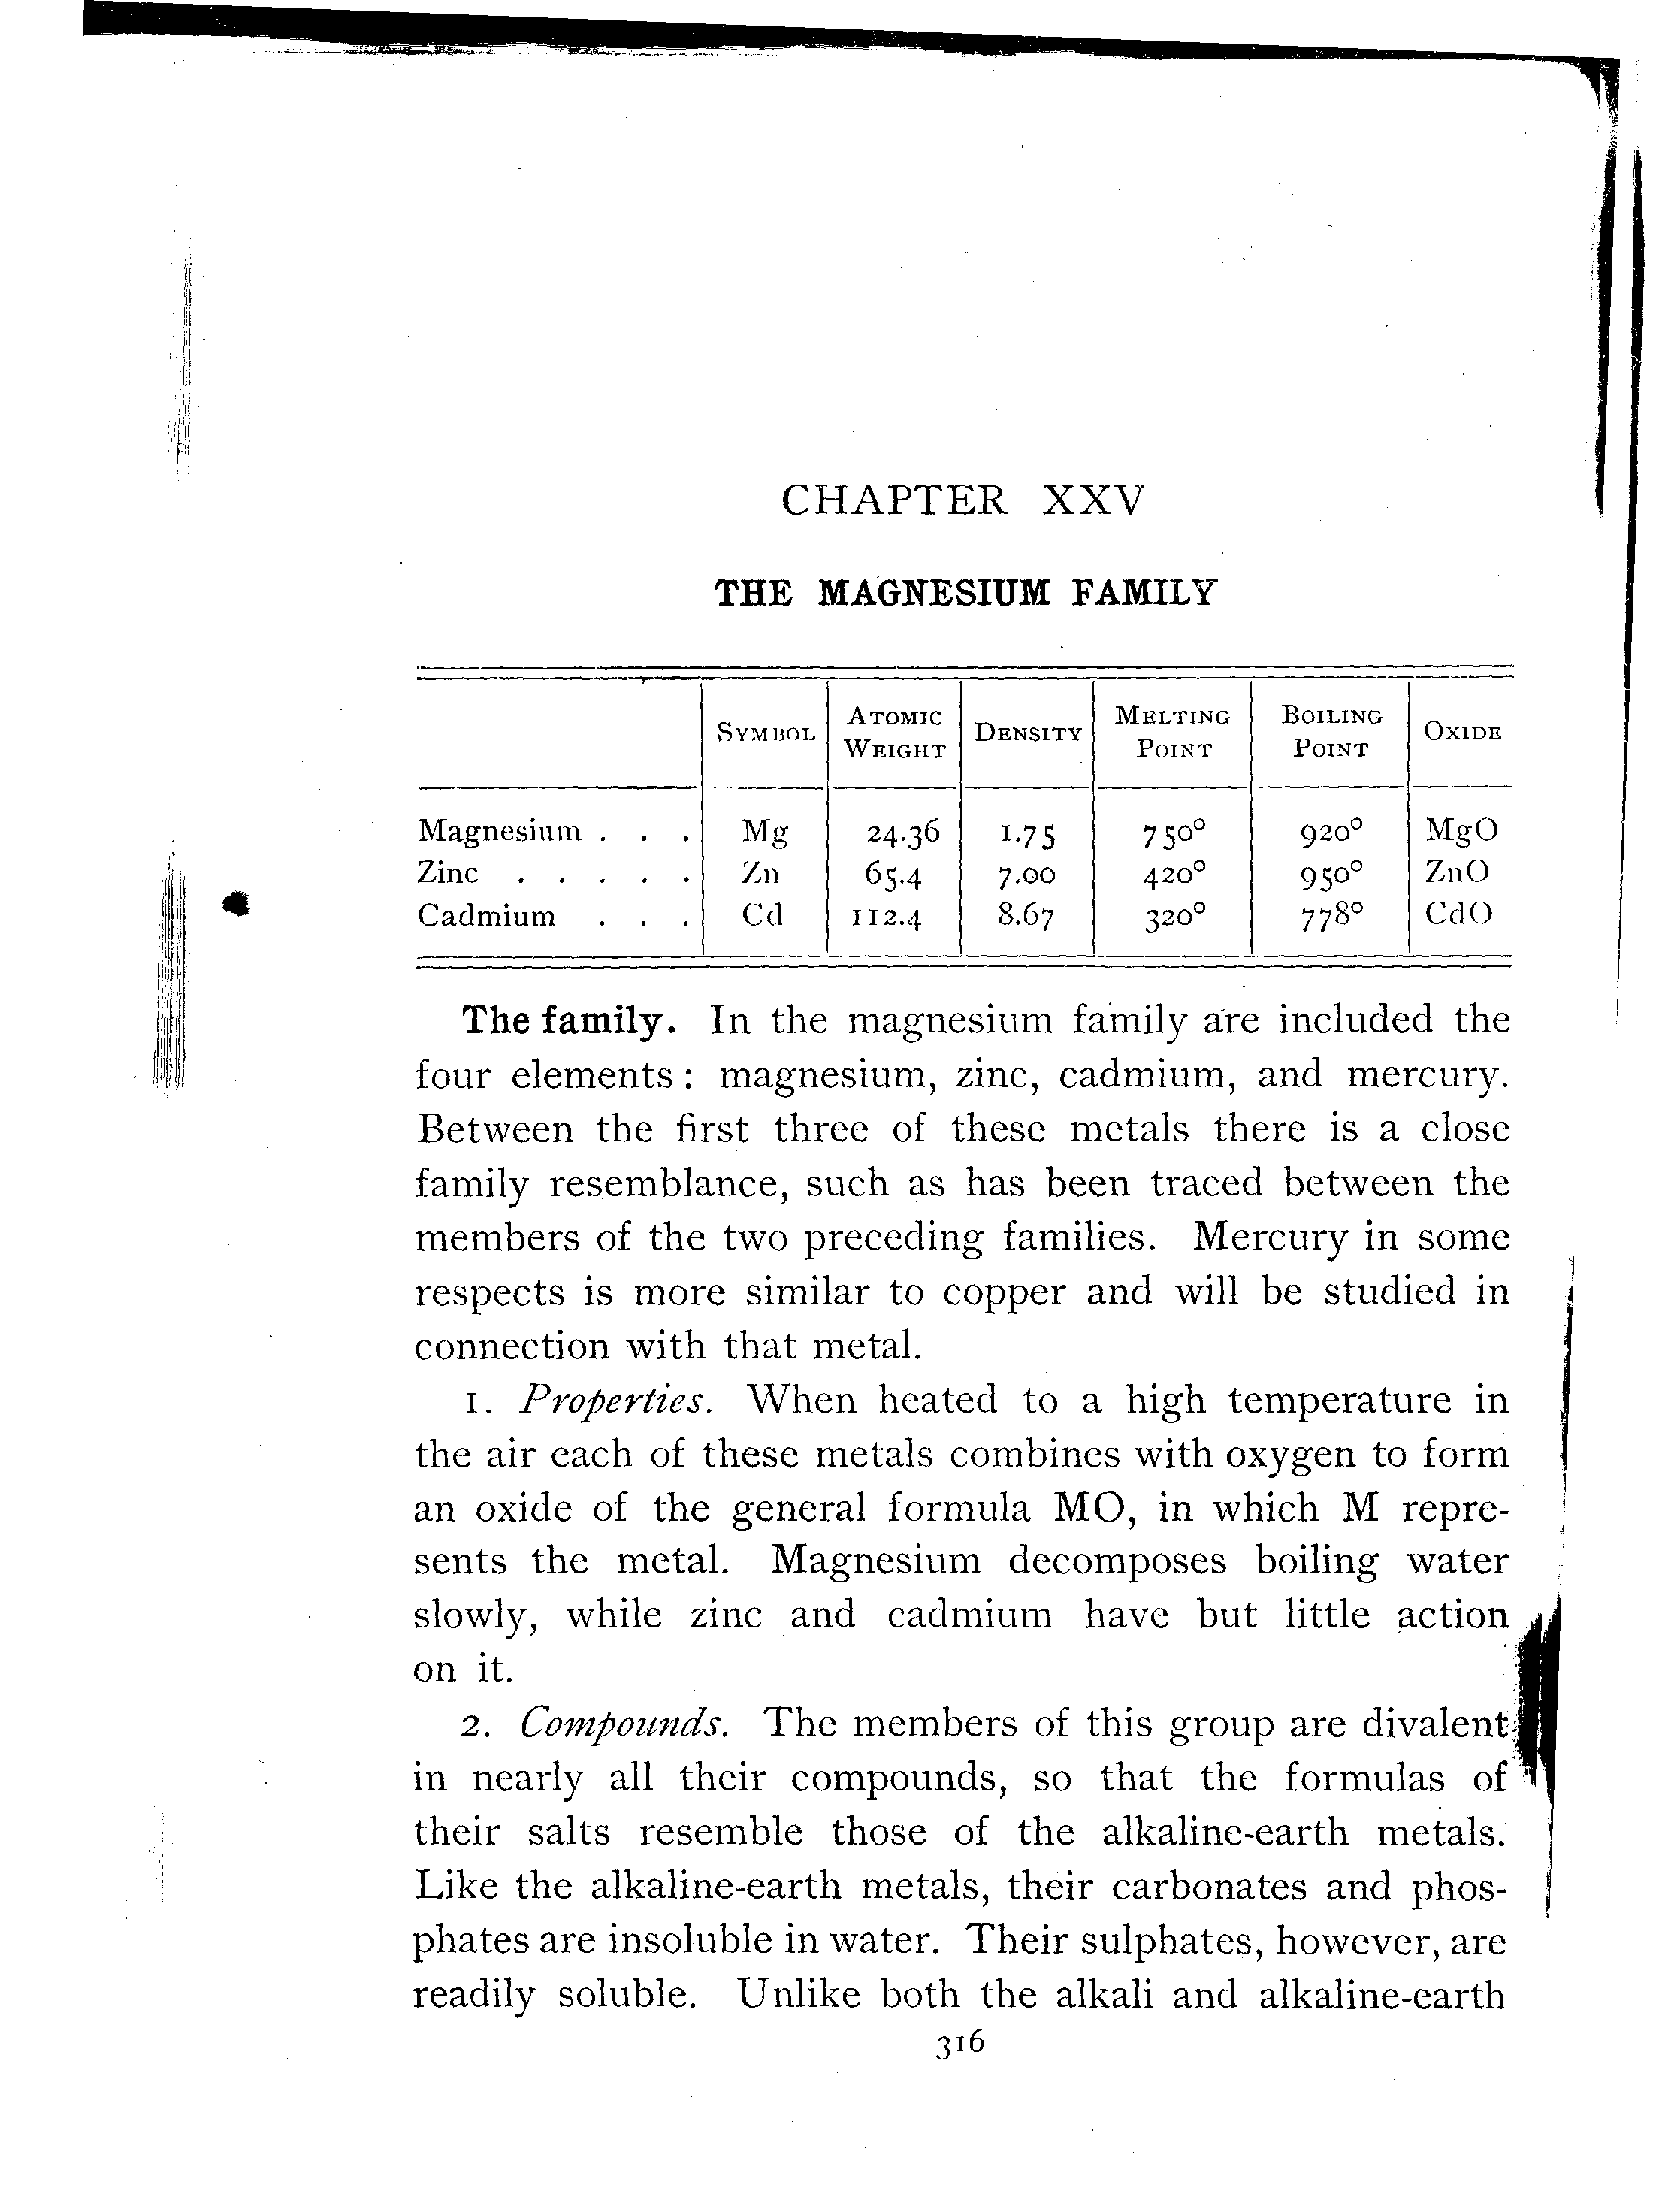 CHAPTER XXV
THE MAGNESIUM FAMILY
SYMBOL ATOMIC WEIGHT DENSITY MELTING POINT BOILING POINT OXIDE
Magnesium . . . Mg 24.36 1.75 750° 920° MgO
Zinc . . . . . Zn 65.4 7.00 420° 950° ZnO
Cadmium . . . Cd 112.4 8.67 320° 778° CdO
The family. In the magnesium family are included the
four elements: magnesium, zinc, cadmium, and mercury.
Between the first three of these metals there is a close
family resemblance, such as has been traced between the
members of the two preceding families. Mercury in some
respects is more similar to copper and will be studied in
connection with that metal.
1. Properties. When heated to a high temperature in
the air each of these metals combines with oxygen to form
an oxide of the general formula MO, in which M repre-
sents the metal. Magnesium decomposes boiling water
slowly, while zinc and cadmium have but little action
on it.
2. Compounds. The members of this group are divalent
in nearly all their compounds, so that the formulas of
their salts resemble those of the alkaline-earth metals.
Like the alkaline-earth metals, their carbonates and phos-
phates are insoluble in water. Their sulphates, however, are
readily soluble. Unlike both the alkali and alkaline-earth
316